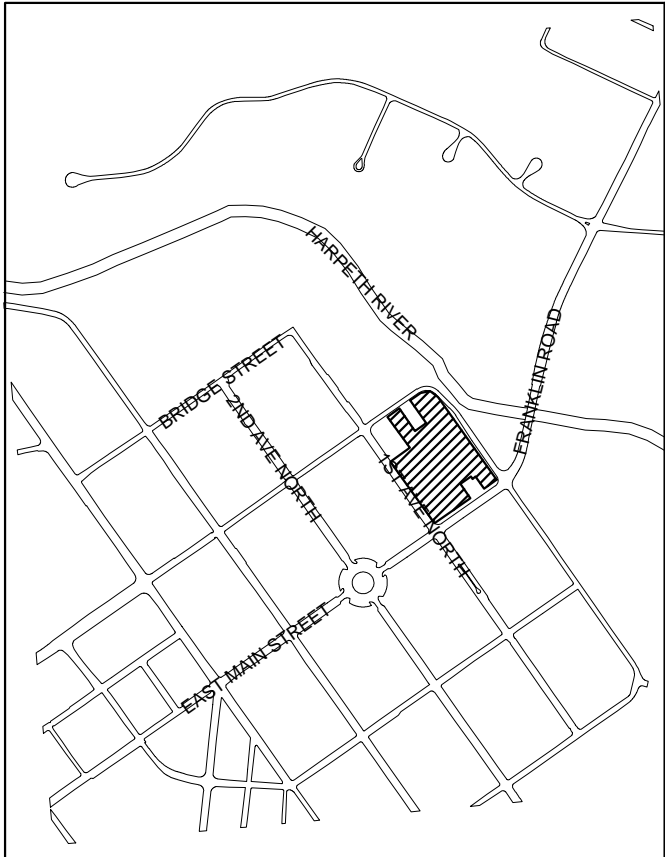 HARPETH RIVER
FRANKLIN ROAD
BRIDGE STREET
2ND AVE NORTH
1ST AVE NORTH
EAST MAIN STREET